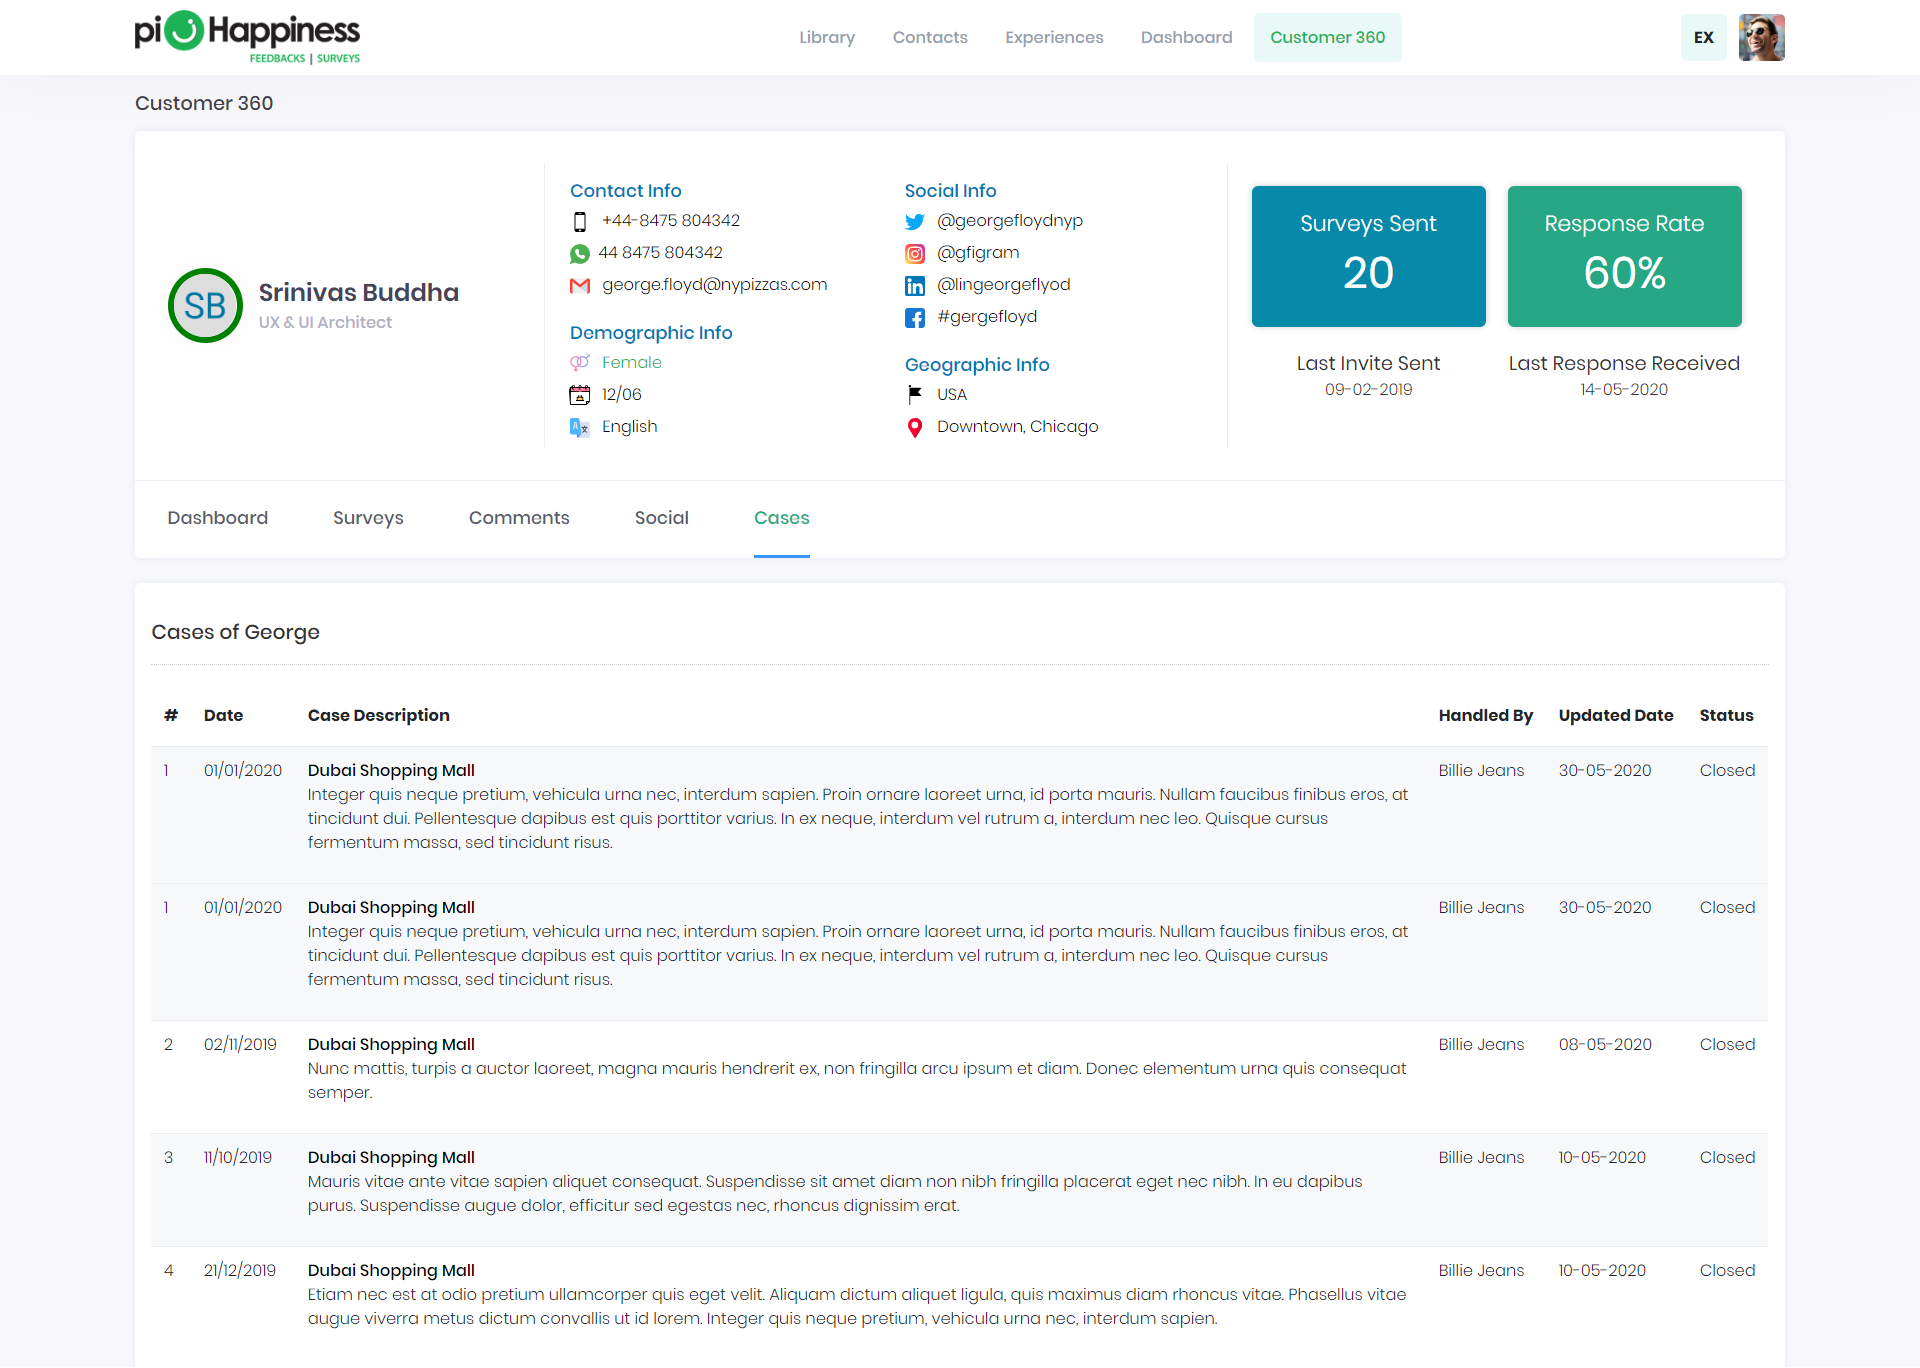 pi Happiness
FEEDBACKS | SURVEYS
Library
Contacts
Experiences
Dashboard
Customer 360
EX
Customer 360
SB
Srinivas Buddha
UX & UI Architect
Contact Info
+44-8475 804342
44 8475 804342
george.floyd@nypizzas.com
Demographic Info
Female
12/06
English
Social Info
@georgefloydnyp
@gfigram
@lingeorgeflyod
#gergefloyd
Geographic Info
USA
Downtown, Chicago
Surveys Sent
20
Response Rate
60%
Last Invite Sent
09-02-2019
Last Response Received
14-05-2020
Dashboard
Surveys
Comments
Social
Cases
Cases of George
# Date Case Description Handled By Updated Date Status
1 01/01/2020 Dubai Shopping Mall Billie Jeans 30-05-2020 Closed
Integer quis neque pretium, vehicula urna nec, interdum sapien. Proin ornare laoreet urna, id porta mauris. Nullam faucibus finibus eros, at
tincidunt dui. Pellentesque dapibus est quis porttitor varius. In ex neque, interdum vel rutrum a, interdum nec leo. Quisque cursus
fermentum massa, sed tincidunt risus.
1 01/01/2020 Dubai Shopping Mall Billie Jeans 30-05-2020 Closed
Integer quis neque pretium, vehicula urna nec, interdum sapien. Proin ornare laoreet urna, id porta mauris. Nullam faucibus finibus eros, at
tincidunt dui. Pellentesque dapibus est quis porttitor varius. In ex neque, interdum vel rutrum a, interdum nec leo. Quisque cursus
fermentum massa, sed tincidunt risus.
2 02/11/2019 Dubai Shopping Mall Billie Jeans 08-05-2020 Closed
Nunc mattis, turpis a auctor laoreet, magna mauris hendrerit ex, non fringilla arcu ipsum et diam. Donec elementum urna quis consequat
semper.
3 11/10/2019 Dubai Shopping Mall Billie Jeans 10-05-2020 Closed
Mauris vitae ante vitae sapien aliquet consequat. Suspendisse sit amet diam non nibh fringilla placerat eget nec nibh. In eu dapibus
purus. Suspendisse augue dolor, efficitur sed egestas nec, rhoncus dignissim erat.
4 21/12/2019 Dubai Shopping Mall Billie Jeans 10-05-2020 Closed
Etiam nec est at odio pretium ullamcorper quis eget velit. Aliquam dictum aliquet ligula, quis maximus diam rhoncus vitae. Phasellus vitae
augue viverra metus dictum convallis ut id lorem. Integer quis neque pretium, vehicula urna nec, interdum sapien.